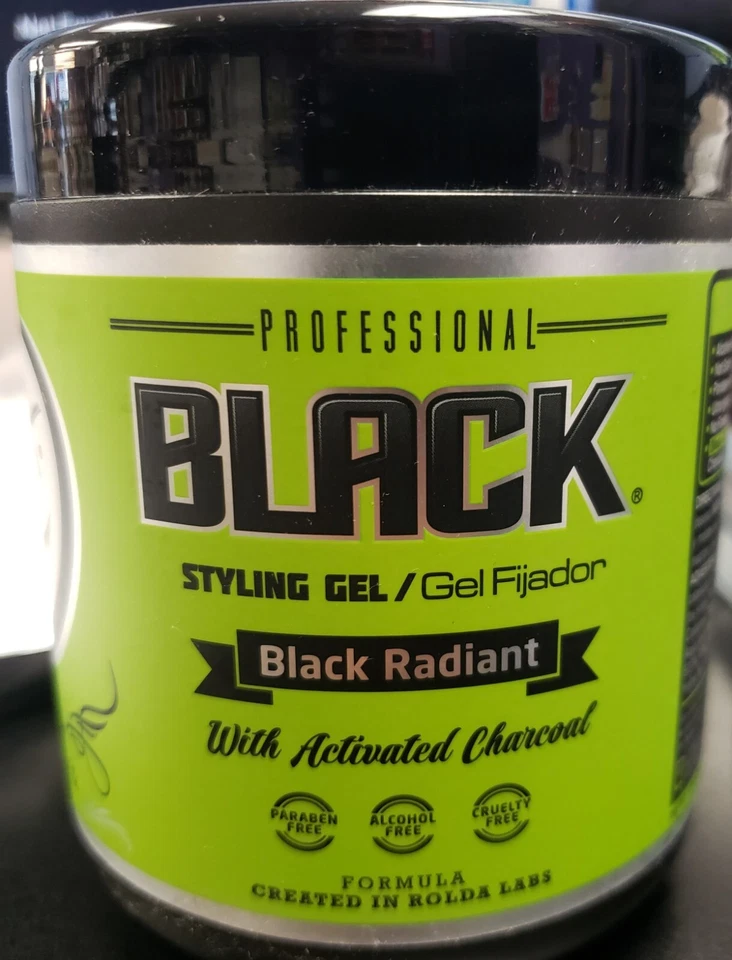 PROFESSIONAL
BLACK®
STYLING GEL / Gel Fijador
Black Radiant
With Activated Charcoal
PARABEN FREE
ALCOHOL FREE
CRUELTY FREE
FORMULA
CREATED IN ROLDA LABS